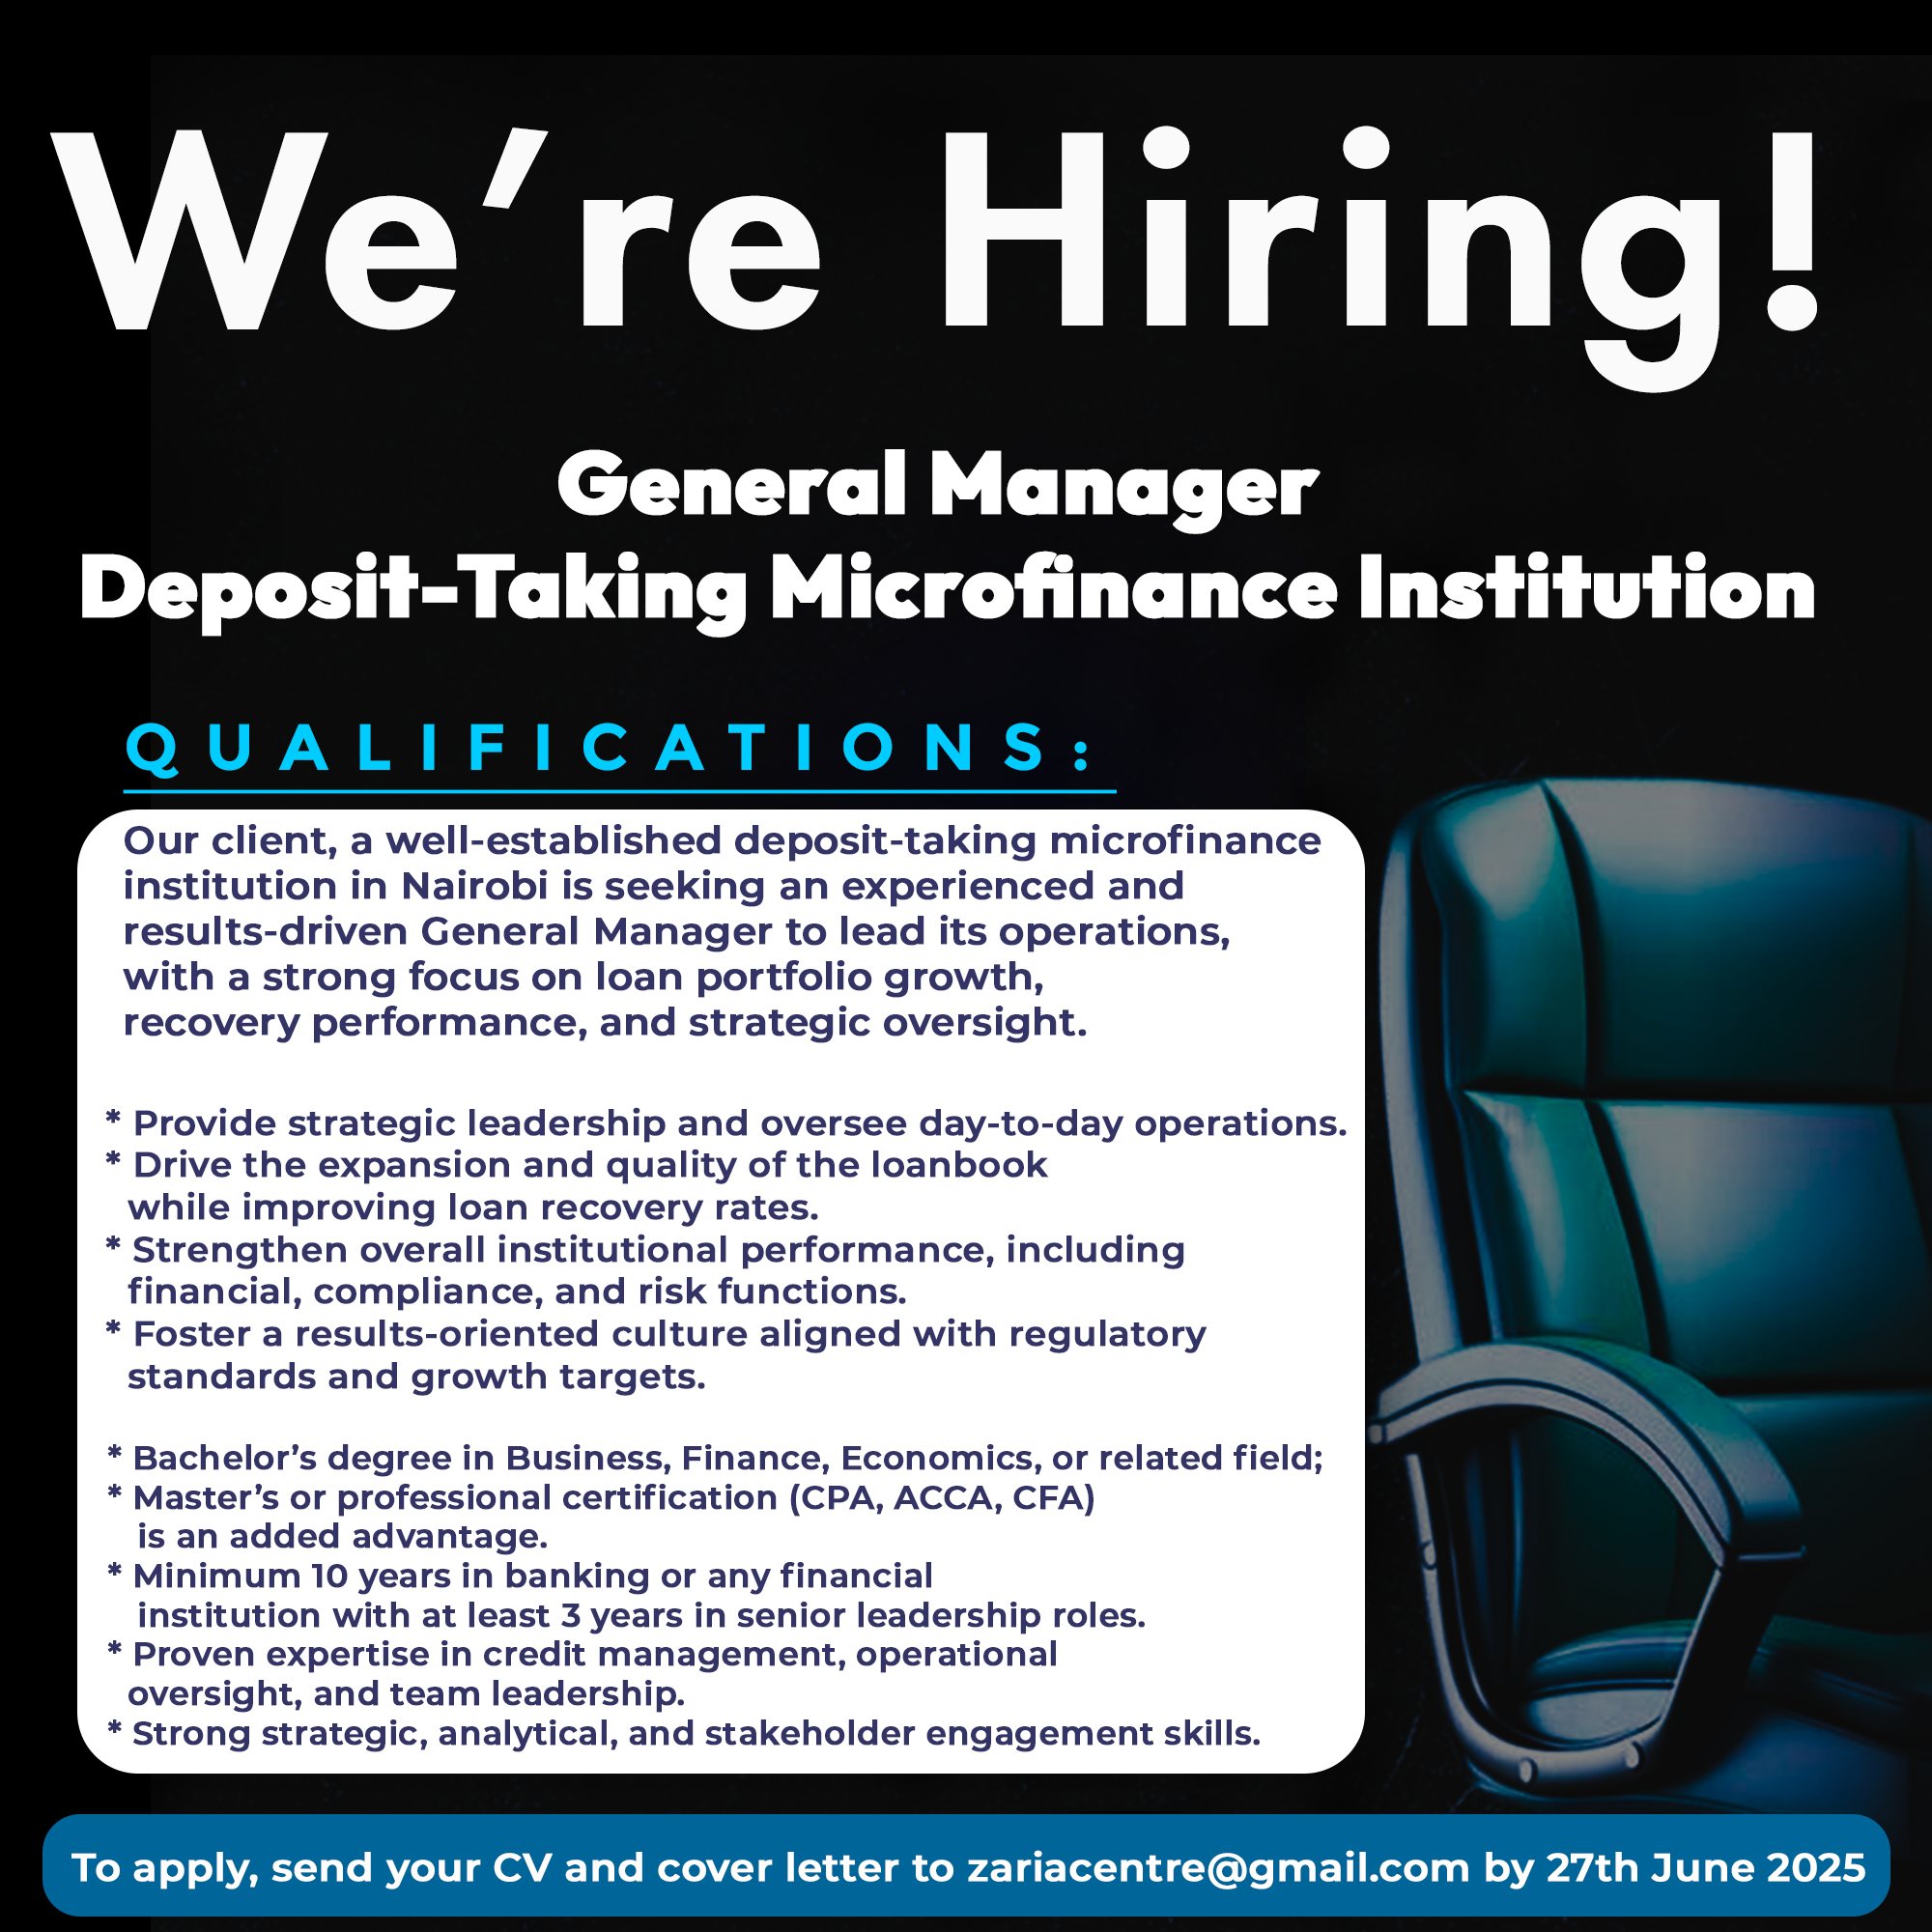 We’re Hiring!
General Manager
Deposit-Taking Microfinance Institution
QUALIFICATIONS:
Our client, a well-established deposit-taking microfinance
institution in Nairobi is seeking an experienced and
results-driven General Manager to lead its operations,
with a strong focus on loan portfolio growth,
recovery performance, and strategic oversight.
* Provide strategic leadership and oversee day-to-day operations.
* Drive the expansion and quality of the loanbook
while improving loan recovery rates.
* Strengthen overall institutional performance, including
financial, compliance, and risk functions.
* Foster a results-oriented culture aligned with regulatory
standards and growth targets.
* Bachelor’s degree in Business, Finance, Economics, or related field;
* Master’s or professional certification (CPA, ACCA, CFA)
is an added advantage.
* Minimum 10 years in banking or any financial
institution with at least 3 years in senior leadership roles.
* Proven expertise in credit management, operational
oversight, and team leadership.
* Strong strategic, analytical, and stakeholder engagement skills.
To apply, send your CV and cover letter to zariacentre@gmail.com by 27th June 2025